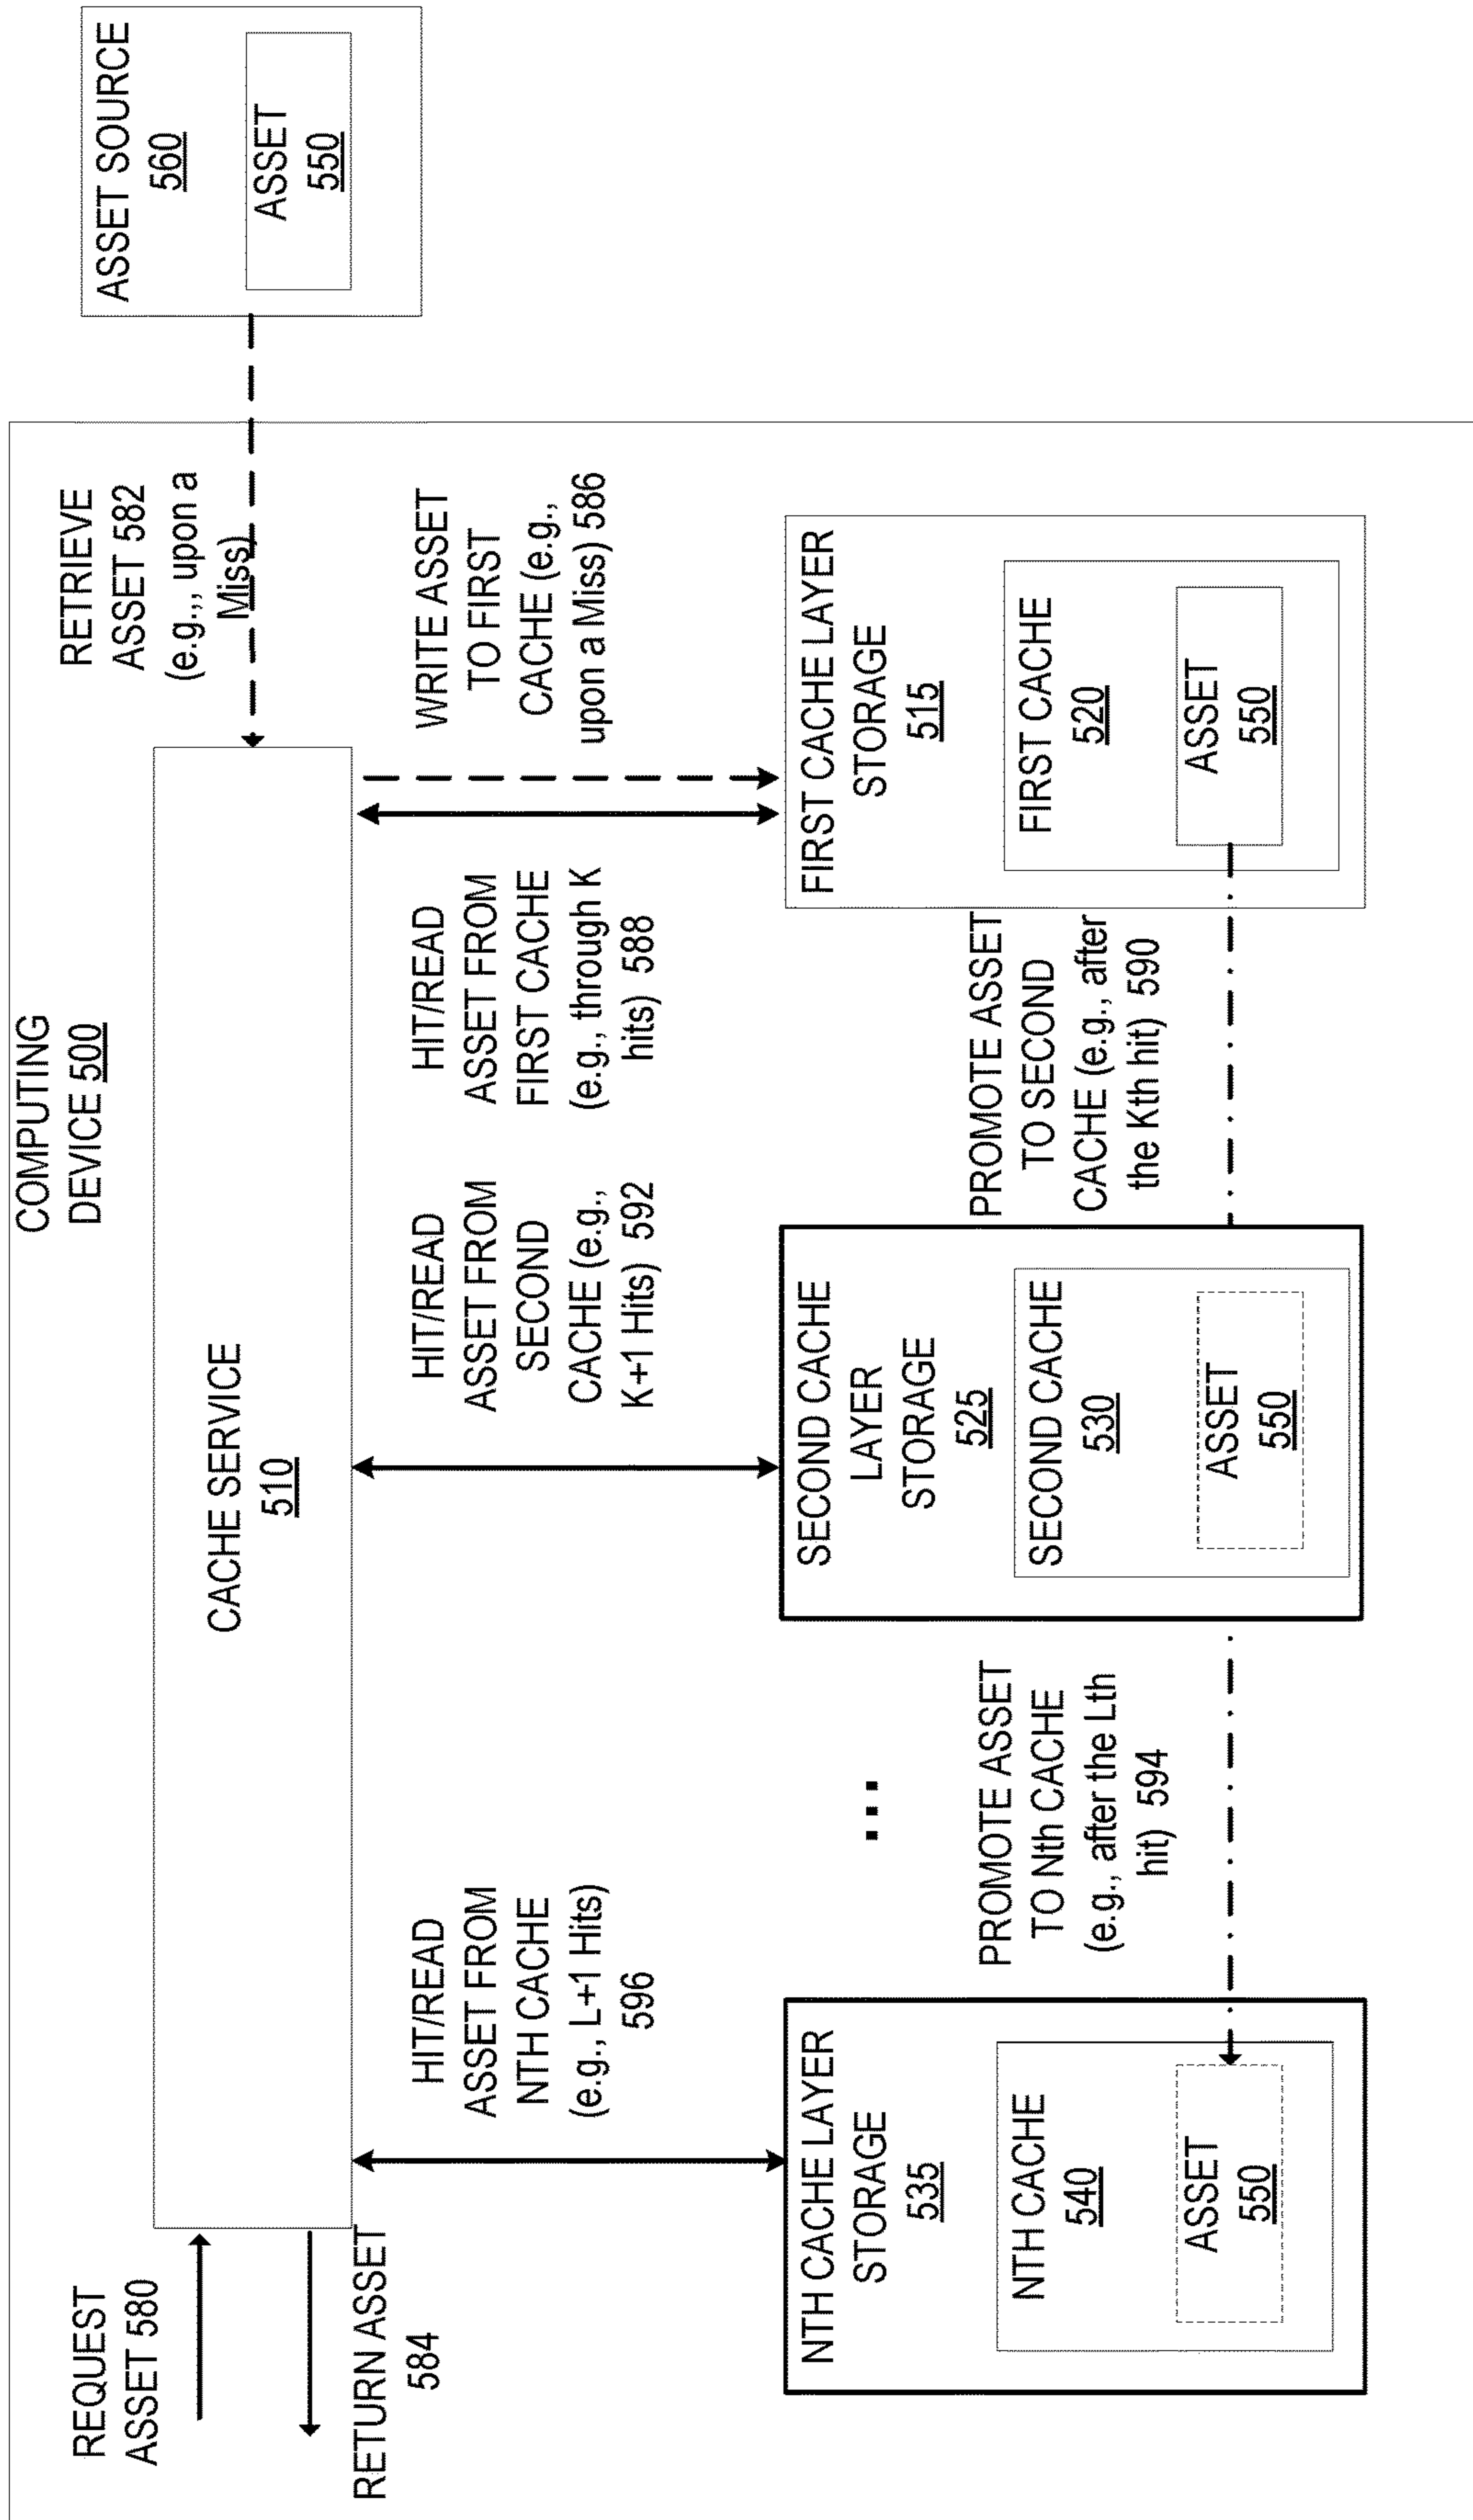 COMPUTING
DEVICE 500
REQUEST
ASSET 580
RETURN ASSET
584
CACHE SERVICE
510
RETRIEVE
ASSET 582
(e.g.,, upon a
Miss)
ASSET SOURCE
560
ASSET
550
HIT/READ
ASSET FROM
NTH CACHE
(e.g., L+1 Hits)
596
HIT/READ
ASSET FROM
SECOND
CACHE (e.g.,
K+1 Hits) 592
HIT/READ
ASSET FROM
FIRST CACHE
(e.g., through K
hits) 588
WRITE ASSET
TO FIRST
CACHE (e.g.,
upon a Miss) 586
NTH CACHE LAYER
STORAGE
535
NTH CACHE
540
ASSET
550
...
PROMOTE ASSET
TO Nth CACHE
(e.g., after the Lth
hit) 594
SECOND CACHE
LAYER
STORAGE
525
SECOND CACHE
530
ASSET
550
PROMOTE ASSET
TO SECOND
CACHE (e.g., after
the Kth hit) 590
FIRST CACHE LAYER
STORAGE
515
FIRST CACHE
520
ASSET
550